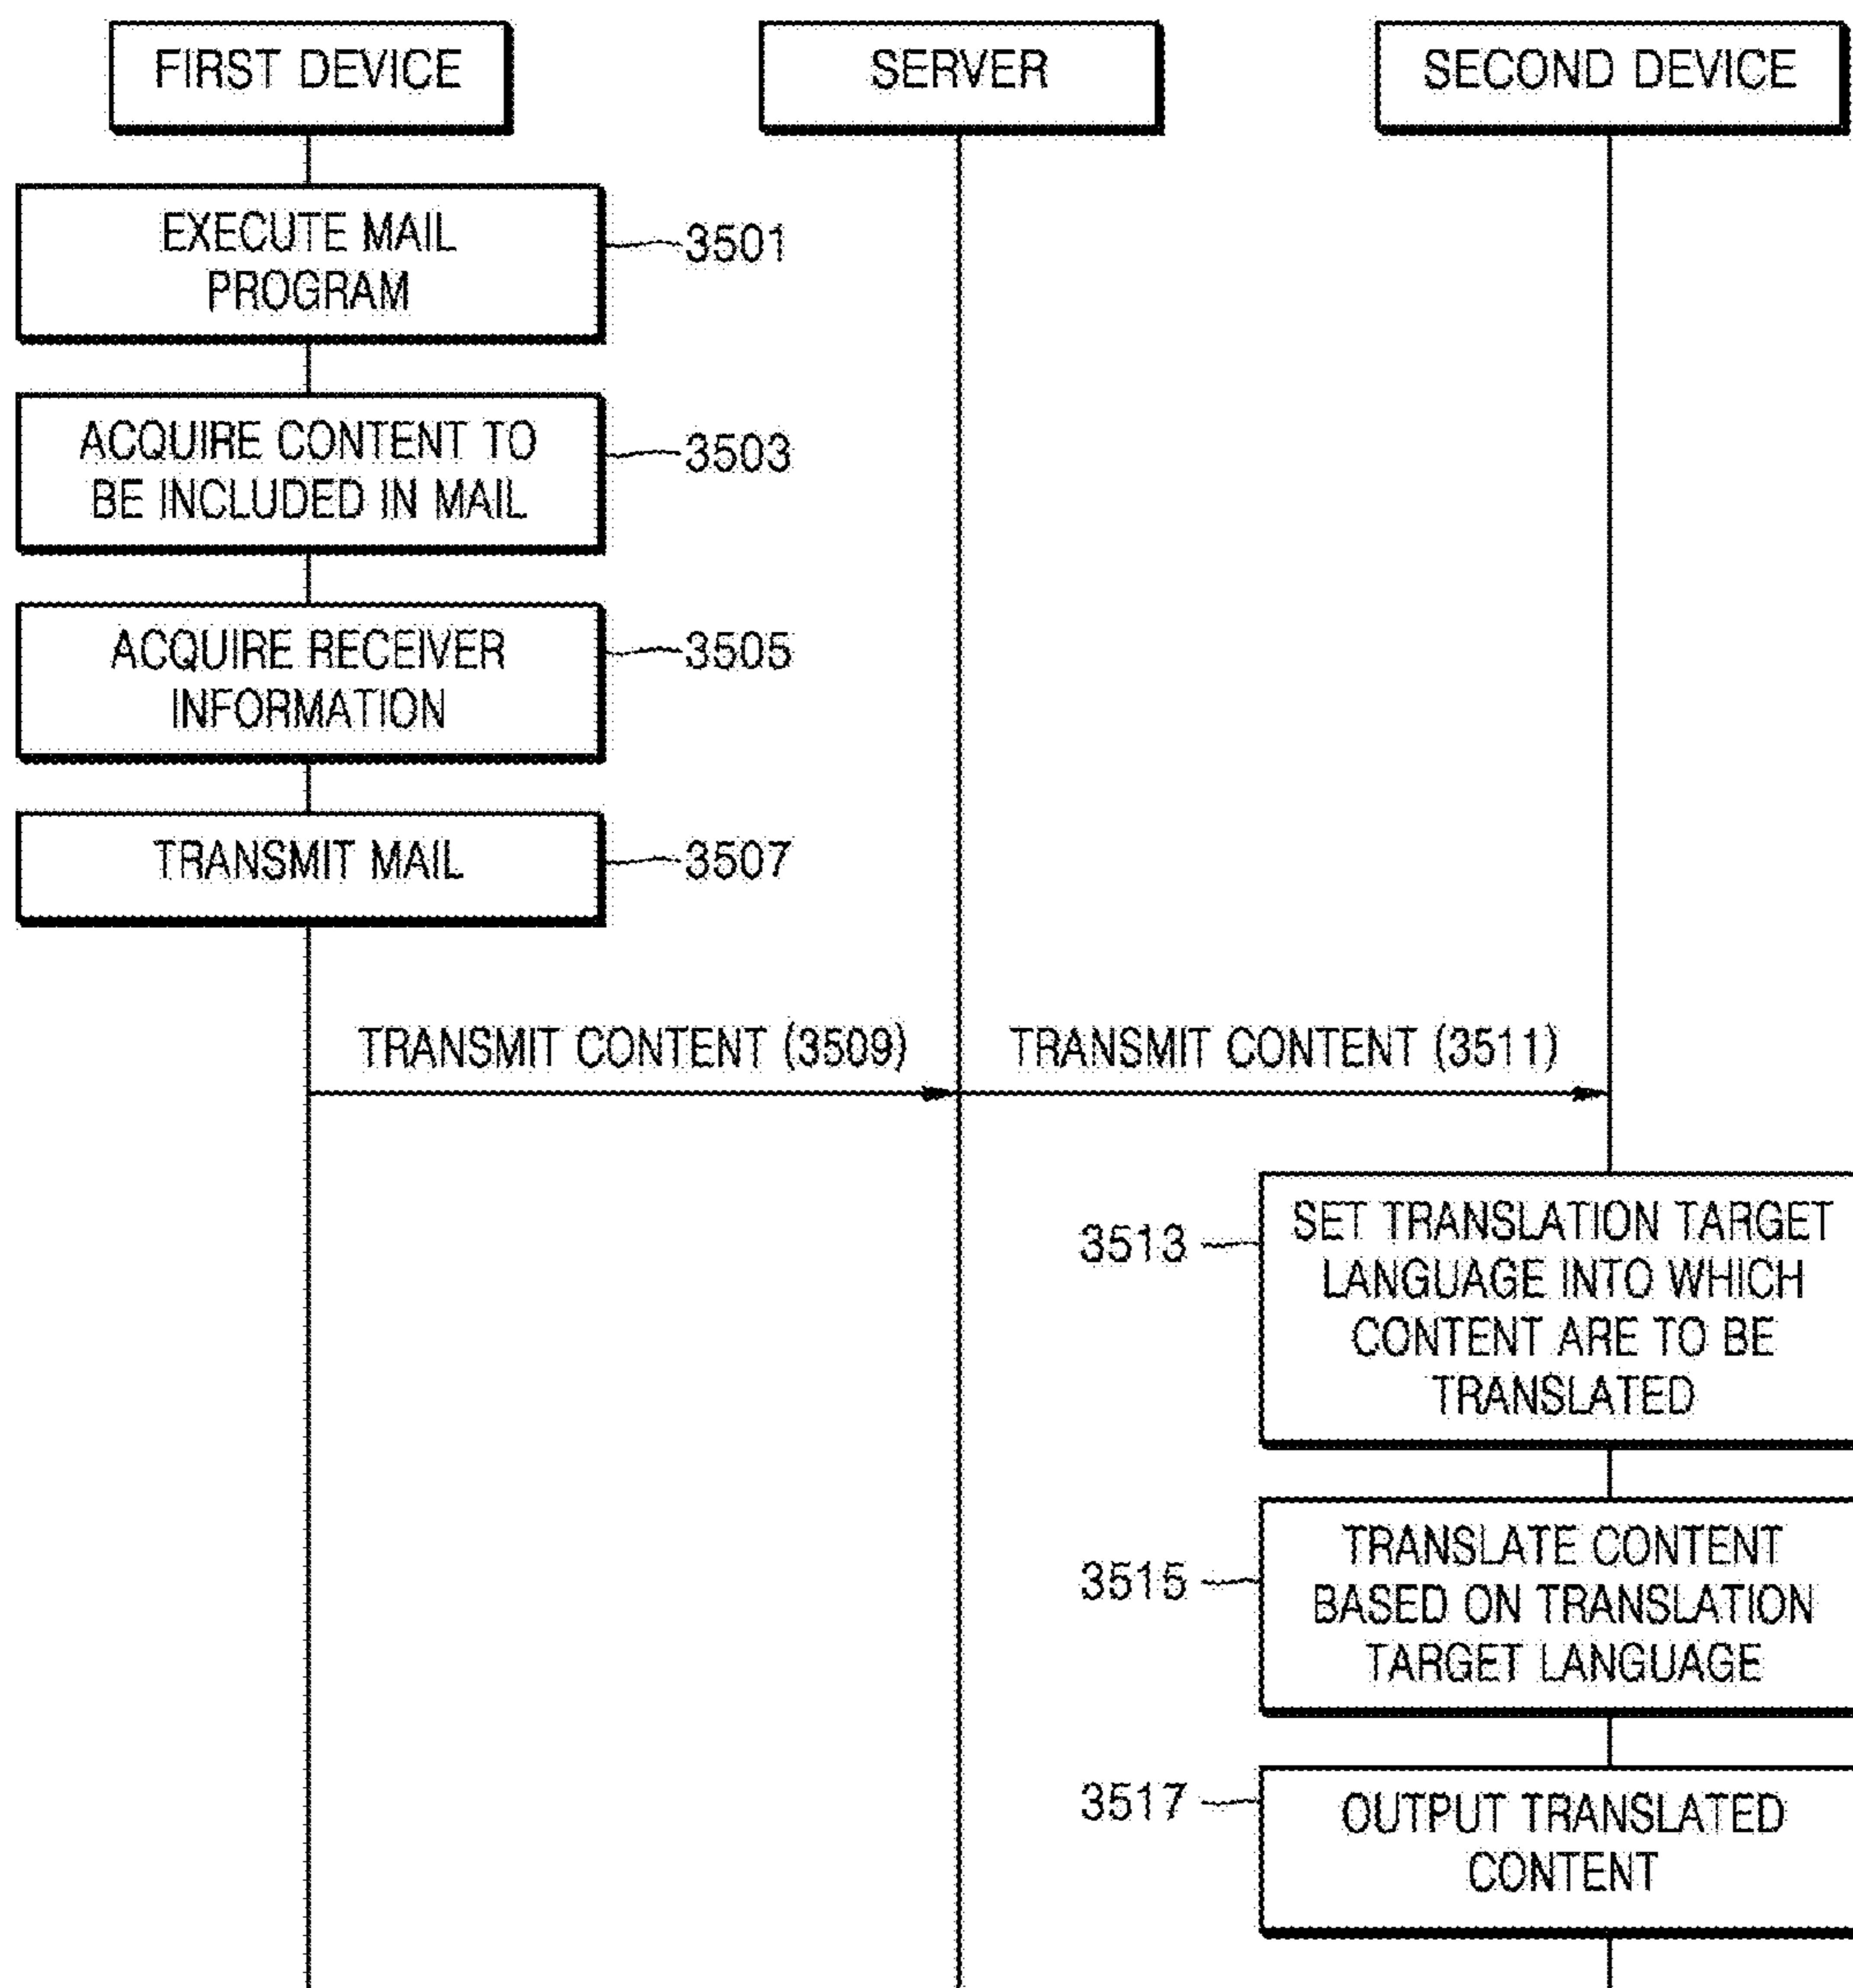 FIRST DEVICE
SERVER
SECOND DEVICE
EXECUTE MAIL
PROGRAM
3501
ACQUIRE CONTENT TO
BE INCLUDED IN MAIL
3503
ACQUIRE RECEIVER
INFORMATION
3505
TRANSMIT MAIL
3507
TRANSMIT CONTENT (3509)
TRANSMIT CONTENT (3511)
3513
SET TRANSLATION TARGET
LANGUAGE INTO WHICH
CONTENT ARE TO BE
TRANSLATED
3515
TRANSLATE CONTENT
BASED ON TRANSLATION
TARGET LANGUAGE
3517
OUTPUT TRANSLATED
CONTENT